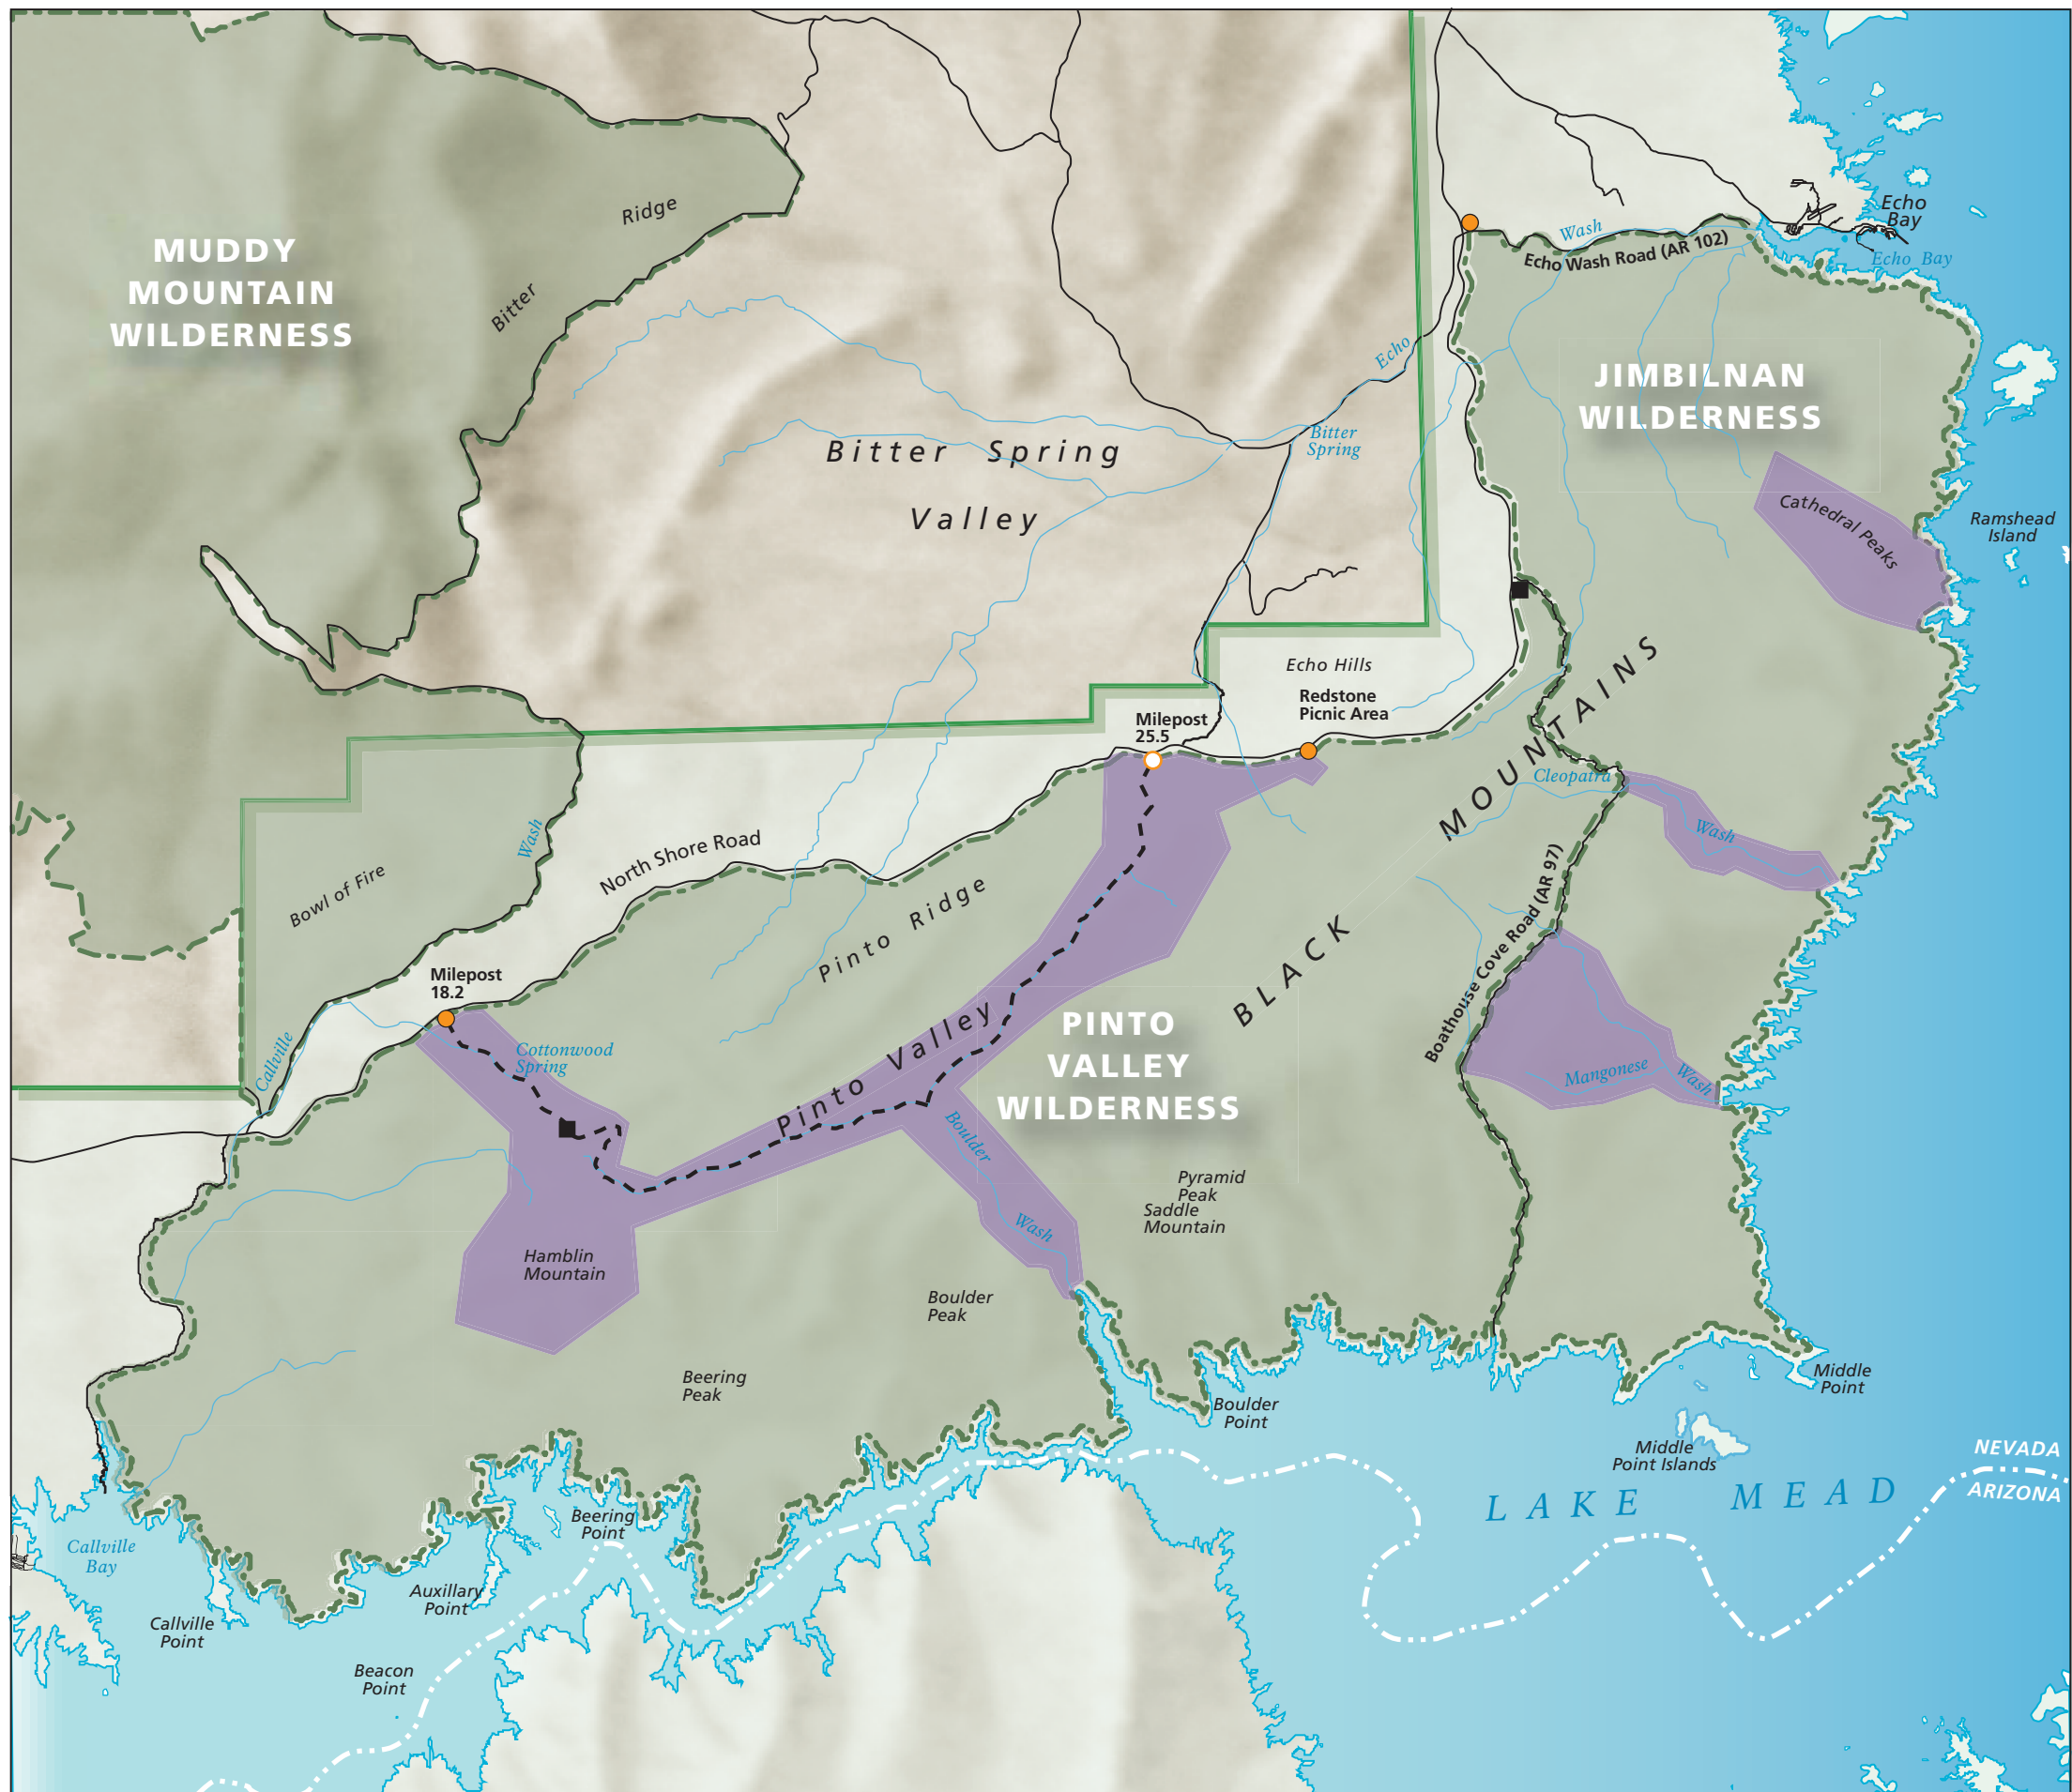 MUDDY
MOUNTAIN
WILDERNESS
Ridge
Bitter
Echo
Bay
Wash
Echo Wash Road (AR 102)
Echo Bay
Echo
JIMBILNAN
WILDERNESS
Bitter Spring
Valley
Bitter
Spring
Cathedral Peaks
Ramshead
Island
Echo Hills
Redstone
Picnic Area
Milepost
25.5
BLACK MOUNTAINS
Cleopatra
Wash
Wash
North Shore Road
Bowl of Fire
Pinto Ridge
Boathouse Cove Road (AR 97)
Milepost
18.2
Callville
Cottonwood
Spring
Pinto Valley
PINTO
VALLEY
WILDERNESS
Mangonese
Wash
Boulder
Wash
Pyramid
Peak
Saddle
Mountain
Hamblin
Mountain
Boulder
Peak
Beering
Peak
Boulder
Point
Middle
Point
Middle
Point Islands
NEVADA
ARIZONA
LAKE MEAD
Beering
Point
Callville
Bay
Auxillary
Point
Callville
Point
Beacon
Point